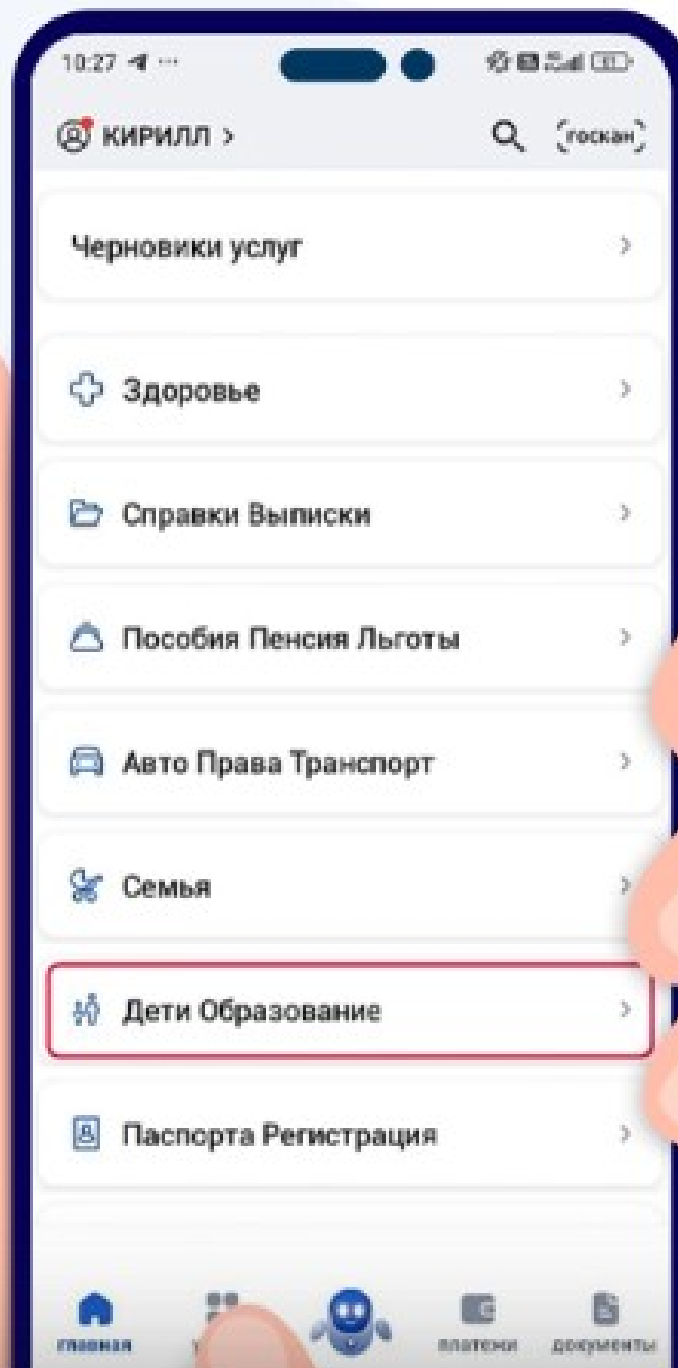 10:27
КИРИЛЛ
госкан
Черновики услуг
Здоровье
Справки Выписки
Пособия Пенсия Льготы
Авто Права Транспорт
Семья
Дети Образование
Паспорта Регистрация
главная
платежи
документы